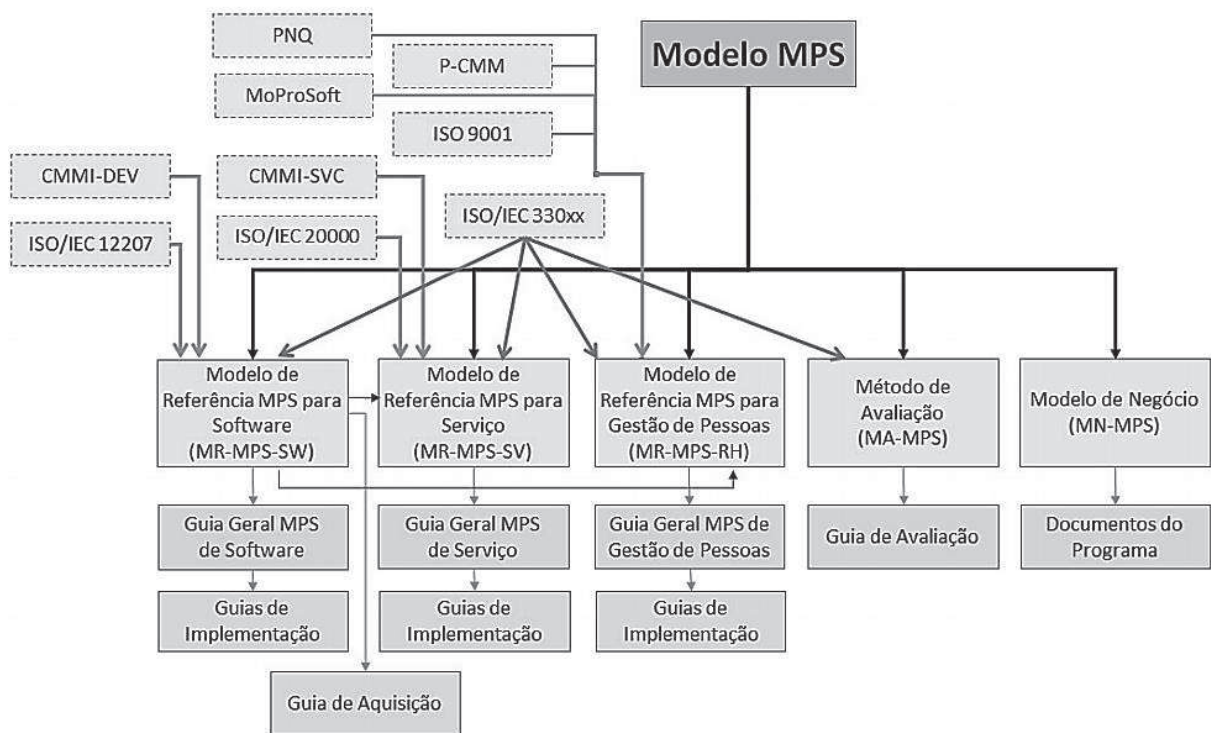 PNQ
Modelo MPS
P-CMM
MoProSoft
ISO 9001
CMMI-DEV
CMMI-SVC
ISO/IEC 330xx
ISO/IEC 12207
ISO/IEC 20000
Modelo de
Referência MPS para
Software
(MR-MPS-SW)
Modelo de
Referência MPS para
Serviço
(MR-MPS-SV)
Modelo de
Referência MPS para
Gestão de Pessoas
(MR-MPS-RH)
Método de
Avaliação
(MA-MPS)
Modelo de Negócio
(MN-MPS)
Guia Geral MPS
de Software
Guia Geral MPS
de Serviço
Guia Geral MPS de
Gestão de Pessoas
Guia de Avaliação
Documentos do
Programa
Guias de
Implementação
Guias de
Implementação
Guias de
Implementação
Guia de Aquisição